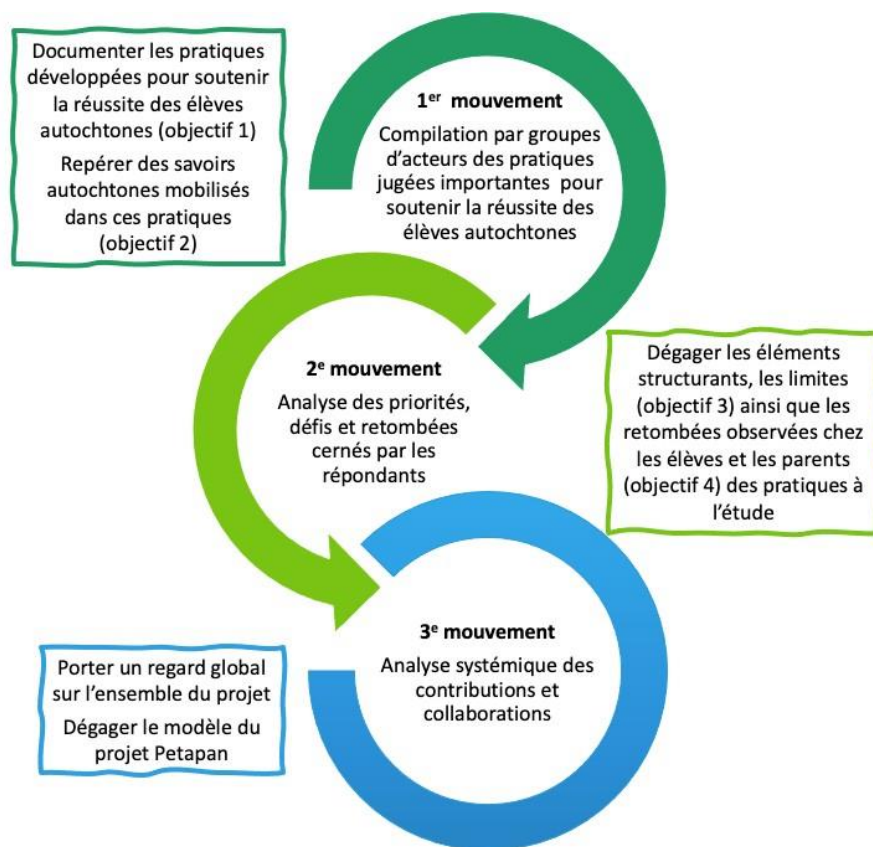 Documenter les pratiques
développées pour soutenir
la réussite des élèves
autochtones (objectif 1)
Repérer des savoirs
autochtones mobilisés
dans ces pratiques
(objectif 2)
1er mouvement
Compilation par groupes
d'acteurs des pratiques
jugées importantes pour
soutenir la réussite des
élèves autochtones
2e mouvement
Analyse des priorités,
défis et retombées
cernés par les
répondants
Dégager les éléments
structurants, les limites
(objectif 3) ainsi que les
retombées observées chez
les élèves et les parents
(objectif 4) des pratiques à
l'étude
3e mouvement
Analyse systémique des
contributions et
collaborations
Porter un regard global
sur l'ensemble du projet
Dégager le modèle du
projet Petapan